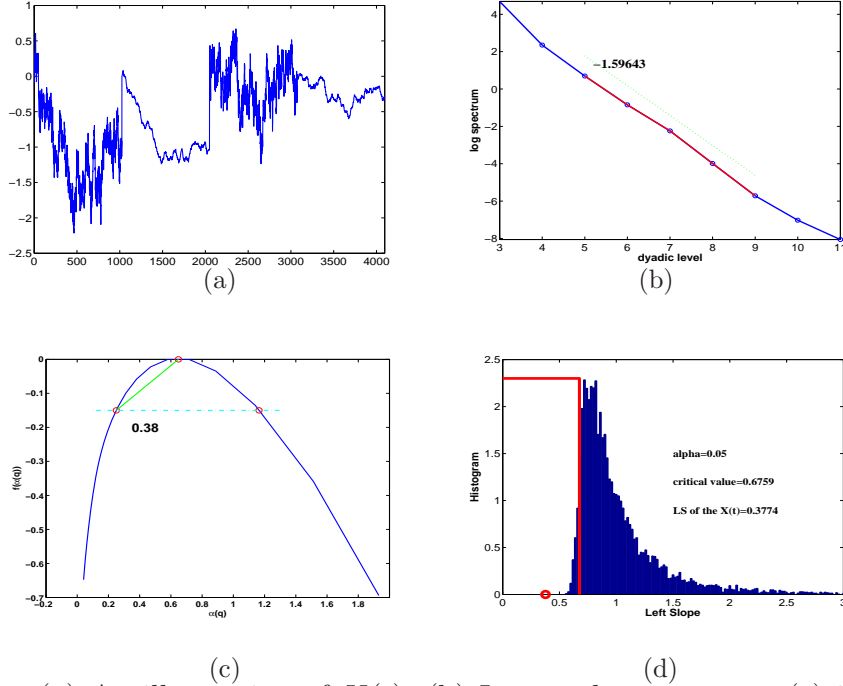 1
0.5
0
−0.5
−1
−1.5
−2
−2.5
0 500 1000 1500 2000 2500 3000 3500 4000
(a)
4
2
0
−2
−4
−6
−8
log spectrum
−1.59643
3 4 5 6 7 8 9 10 11
dyadic level
(b)
0
−0.1
−0.2
−0.3
−0.4
−0.5
−0.6
−0.7
f(α(q)
0.38
−0.2 0 0.2 0.4 0.6 0.8 1 1.2 1.4 1.6 1.8
α(q)
(c)
2.5
2
1.5
1
0.5
0
Histogram
alpha=0.05
critical value=0.6759
LS of the X(t)=0.3774
0 0.5 1 1.5 2 2.5 3
Left Slope
(d)